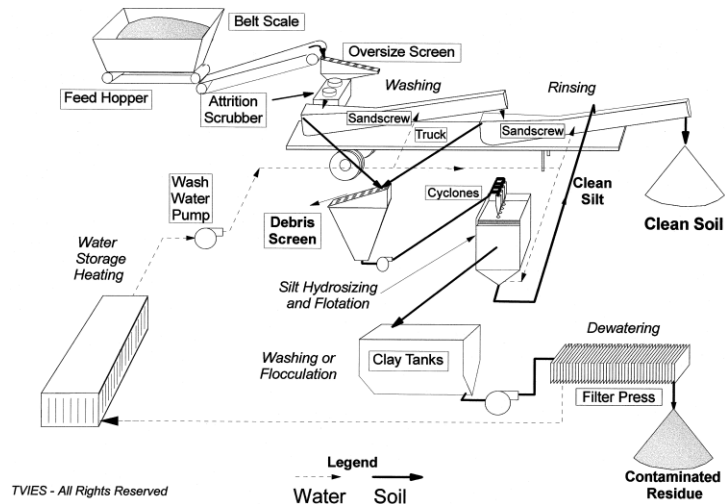 Belt Scale
Oversize Screen
Washing
Rinsing
Feed Hopper
Attrition
Scrubber
Sandscrew
Sandscrew
Truck
Wash
Water
Pump
Cyclones
Clean
Silt
Clean Soil
Debris
Screen
Water
Storage
Heating
Silt Hydrosizing
and Flotation
Dewatering
Washing or
Flocculation
Clay Tanks
Filter Press
Contaminated
Residue
Legend
Water
Soil
TVIES - All Rights Reserved